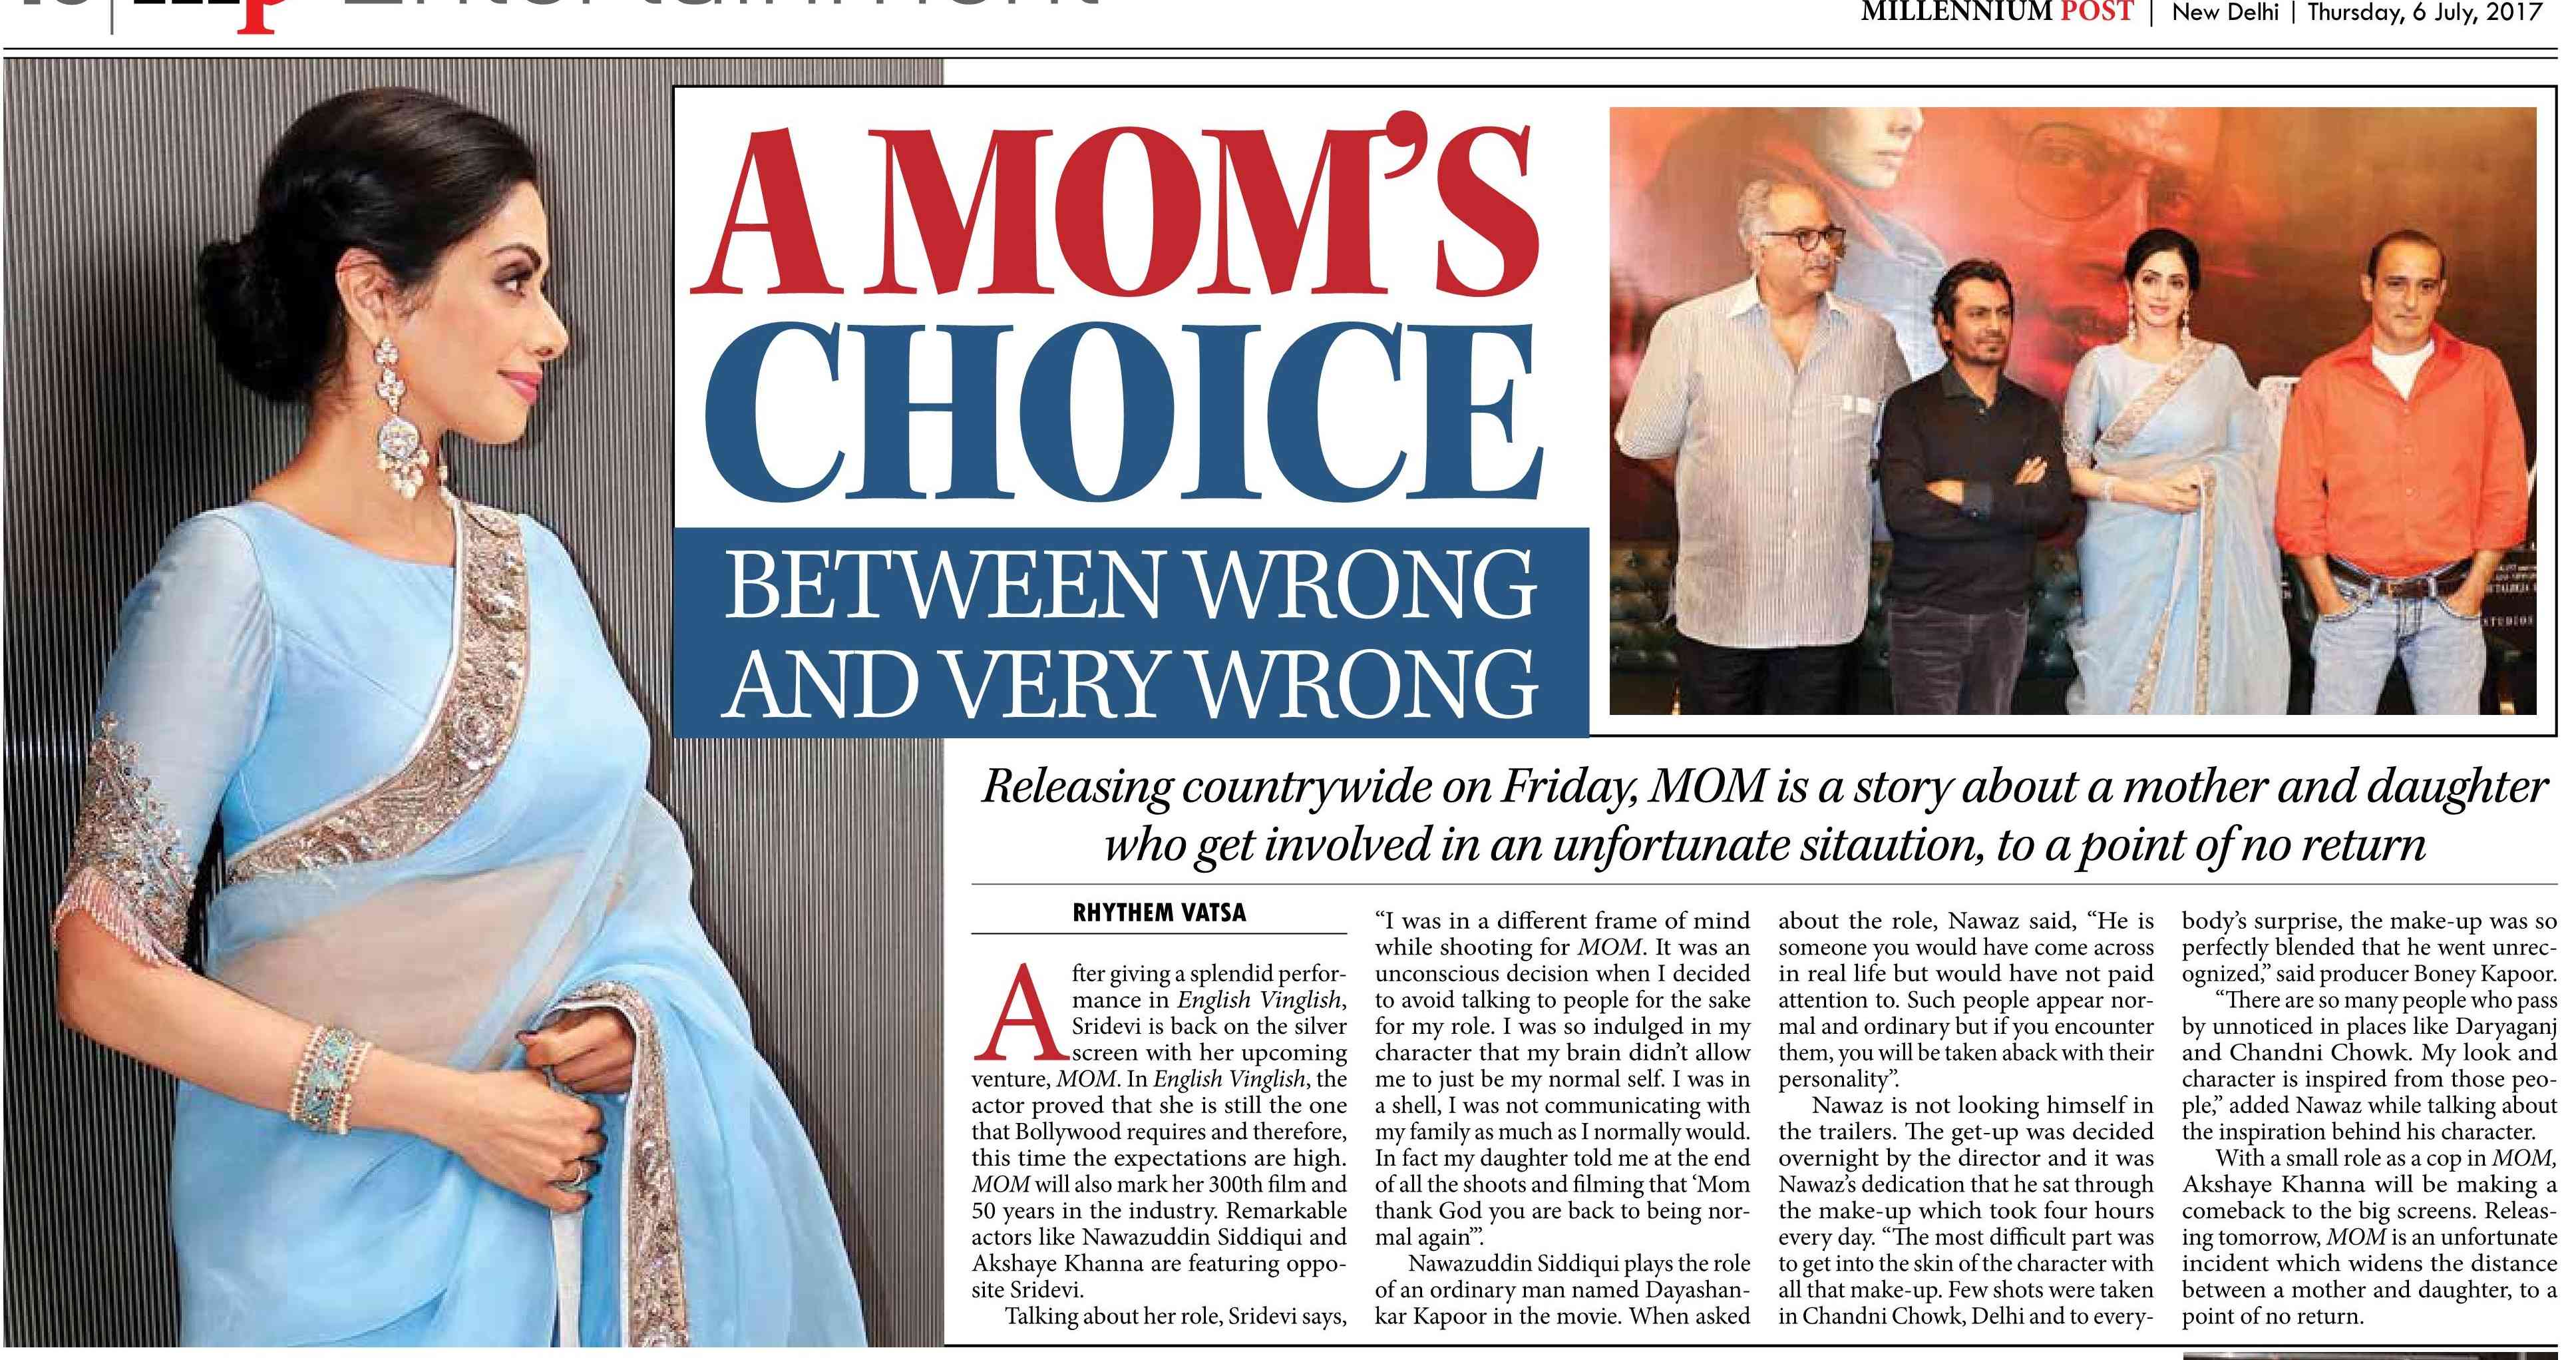 Entertainment
MILLENNIUM POST | New Delhi | Thursday, 6 July, 2017
A MOM’S
CHOICE
BETWEEN WRONG
AND VERY WRONG
STUDIOS
Releasing countrywide on Friday, MOM is a story about a mother and daughter
who get involved in an unfortunate sitaution, to a point of no return
RHYTHEM VATSA
After giving a splendid perfor-
mance in English Vinglish,
Sridevi is back on the silver
screen with her upcoming
venture, MOM. In English Vinglish, the
actor proved that she is still the one
that Bollywood requires and therefore,
this time the expectations are high.
MOM will also mark her 300th film and
50 years in the industry. Remarkable
actors like Nawazuddin Siddiqui and
Akshaye Khanna are featuring oppo-
site Sridevi.
Talking about her role, Sridevi says,
“I was in a different frame of mind
while shooting for MOM. It was an
unconscious decision when I decided
to avoid talking to people for the sake
for my role. I was so indulged in my
character that my brain didn’t allow
me to just be my normal self. I was in
a shell, I was not communicating with
my family as much as I normally would.
In fact my daughter told me at the end
of all the shoots and filming that ‘Mom
thank God you are back to being nor-
mal again’”.
Nawazuddin Siddiqui plays the role
of an ordinary man named Dayashan-
kar Kapoor in the movie. When asked
about the role, Nawaz said, “He is
someone you would have come across
in real life but would have not paid
attention to. Such people appear nor-
mal and ordinary but if you encounter
them, you will be taken aback with their
personality”.
Nawaz is not looking himself in
the trailers. The get-up was decided
overnight by the director and it was
Nawaz’s dedication that he sat through
the make-up which took four hours
every day. “The most difficult part was
to get into the skin of the character with
all that make-up. Few shots were taken
in Chandni Chowk, Delhi and to every-
body’s surprise, the make-up was so
perfectly blended that he went unrec-
ognized,” said producer Boney Kapoor.
“There are so many people who pass
by unnoticed in places like Daryaganj
and Chandni Chowk. My look and
character is inspired from those peo-
ple,” added Nawaz while talking about
the inspiration behind his character.
With a small role as a cop in MOM,
Akshaye Khanna will be making a
comeback to the big screens. Releas-
ing tomorrow, MOM is an unfortunate
incident which widens the distance
between a mother and daughter, to a
point of no return.